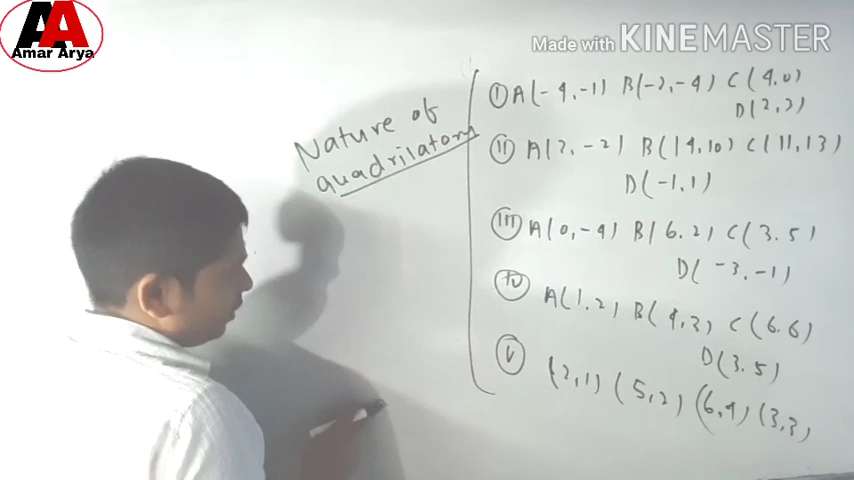 AA
Amar Arya
Made with KINEMASTER
Nature of
(i) A(-4,-1) B(-2,-4) C(4,0)
D(2,3)
(ii) A(2,-2) B(14,10) C(11,13)
D(-1,1)
(iii) A(0,-4) B(6,2) C(3,5)
D(-3,-1)
(iv) A(1,2) B(4,3) C(6,6)
D(3,5)
(v) (2,1) (5,2) (6,4) (3,3)